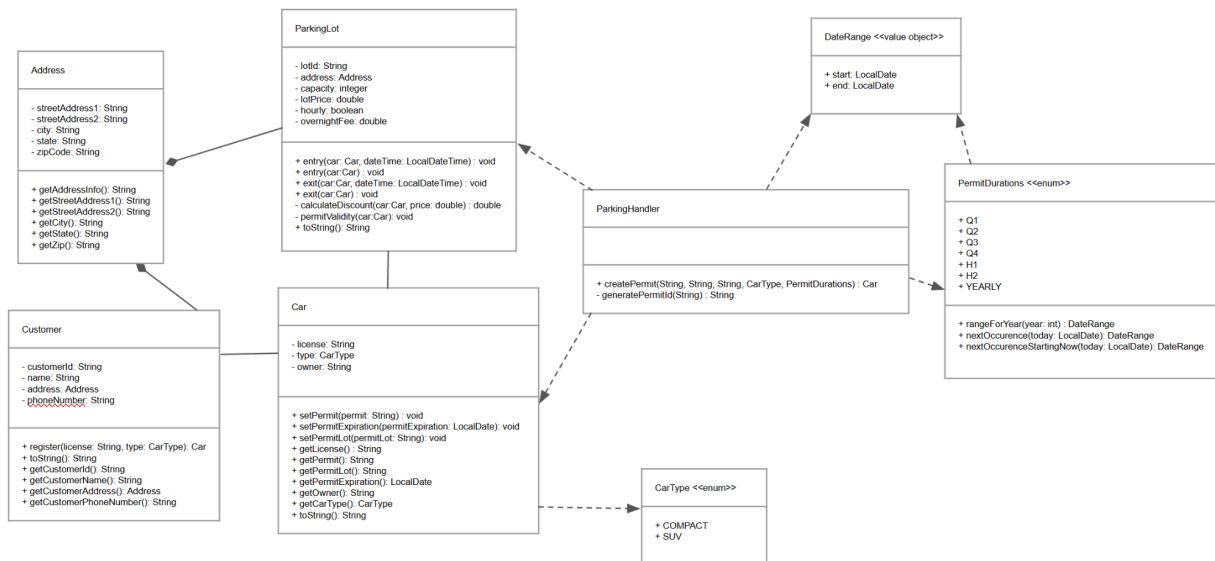 Address
- streetAddress1: String
- streetAddress2: String
- city: String
- state: String
- zipCode: String
+ getAddressInfo(): String
+ getStreetAddress1(): String
+ getStreetAddress2(): String
+ getCity(): String
+ getState(): String
+ getZip(): String
ParkingLot
- lotId: String
- address: Address
- capacity: integer
- lotPrice: double
- hourly: boolean
- overnightFee: double
+ entry(car: Car, dateTime: LocalDateTime) : void
+ entry(car:Car) : void
+ exit(car:Car, dateTime: LocalDateTime) : void
+ exit(car:Car) : void
- calculateDiscount(car:Car, price: double) : double
- permitValidity(car:Car): void
+ toString(): String
DateRange <<value object>>
+ start: LocalDate
+ end: LocalDate
ParkingHandler
+ createPermit(String, String, String, CarType, PermitDurations) : Car
- generatePermitId(String) : String
PermitDurations <<enum>>
+ Q1
+ Q2
+ Q3
+ Q4
+ H1
+ H2
+ YEARLY
+ rangeForYear(year: int) : DateRange
+ nextOccurence(today: LocalDate): DateRange
+ nextOccurenceStartingNow(today: LocalDate): DateRange
Customer
- customerId: String
- name: String
- address: Address
- phoneNumber: String
+ register(license: String, type: CarType): Car
+ toString(): String
+ getCustomerId(): String
+ getCustomerName(): String
+ getCustomerAddress(): Address
+ getCustomerPhoneNumber(): String
Car
- license: String
- type: CarType
- owner: String
+ setPermit(permit: String) : void
+ setPermitExpiration(permitExpiration: LocalDate): void
+ setPermitLot(permitLot: String): void
+ getLicense() : String
+ getPermit(): String
+ getPermitLot(): String
+ getPermitExpiration(): LocalDate
+ getOwner(): String
+ getCarType(): CarType
+ toString(): String
CarType <<enum>>
+ COMPACT
+ SUV